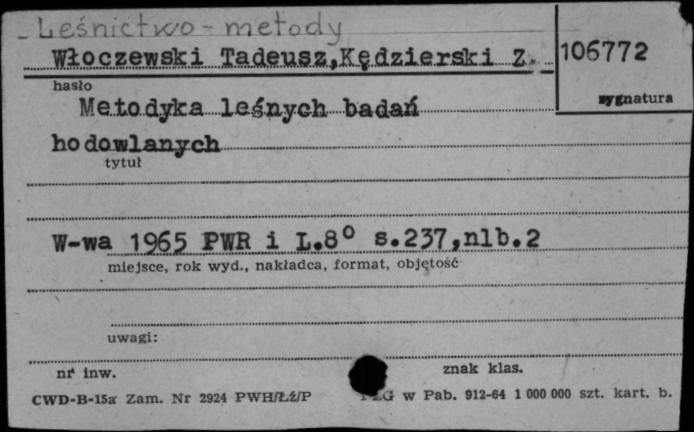 - Leśnictwo - metody
Włoczewski Tadeusz,Kędzierski Z.
106772
hasło
sygnatura
Metodyka leśnych badań
hodowlanych
tytuł
W-wa 1965 PWR i L.8° s.237,nlb.2
miejsce, rok wyd., nakładca, format, objętość
uwagi:
nr inw.
znak klas.
CWD-B-15a Zam. Nr 2924 PWH/Łź/P
w Pab. 912-64 1 000 000 szt. kart. b.